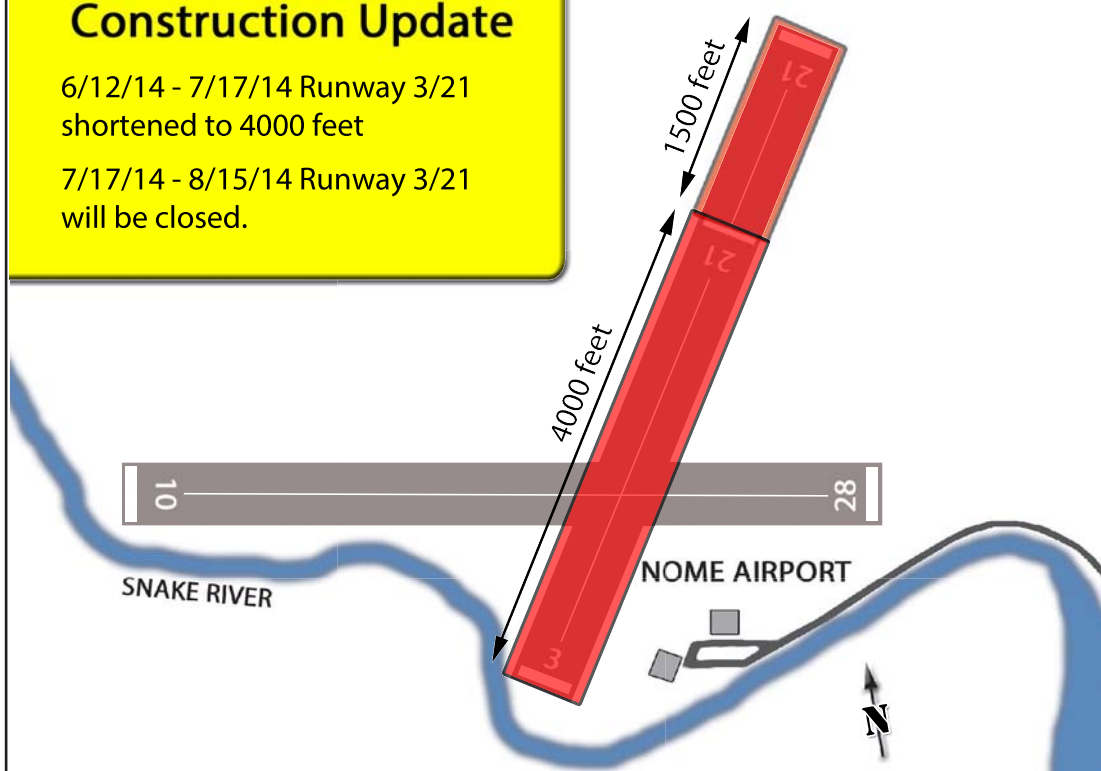 Construction Update
6/12/14 - 7/17/14 Runway 3/21
shortened to 4000 feet
7/17/14 - 8/15/14 Runway 3/21
will be closed.
1500 feet
21
21
4000 feet
10
28
SNAKE RIVER
NOME AIRPORT
3
N